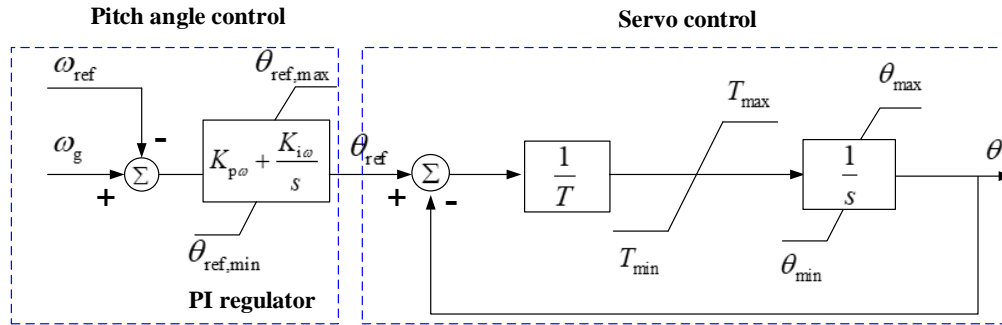 Pitch angle control
Servo control
ω_ref
θ_ref,max
-
ω_g
Σ
+
K_pω + K_iω/s
θ_ref,min
PI regulator
θ_ref
Σ
+
-
1/T
T_max
T_min
θ_max
1/s
θ_min
θ